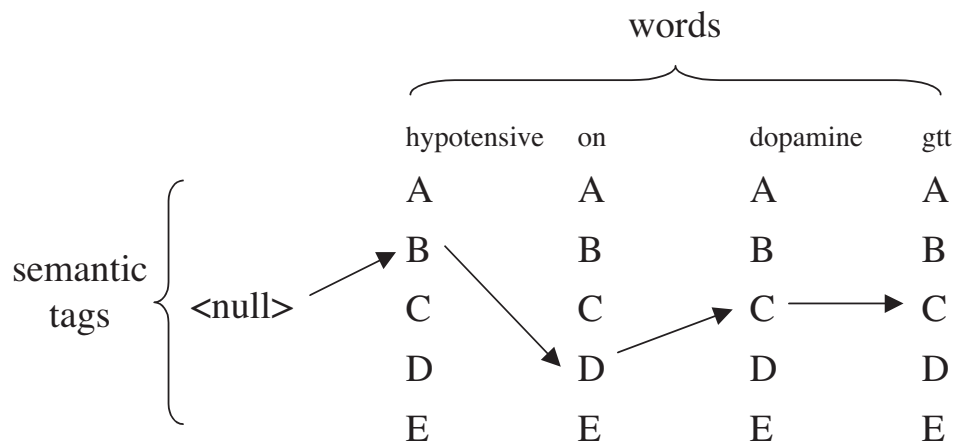 words
hypotensive on dopamine gtt
A A A A
B B B B
semantic
tags
<null>
C C C C
D D D D
E E E E